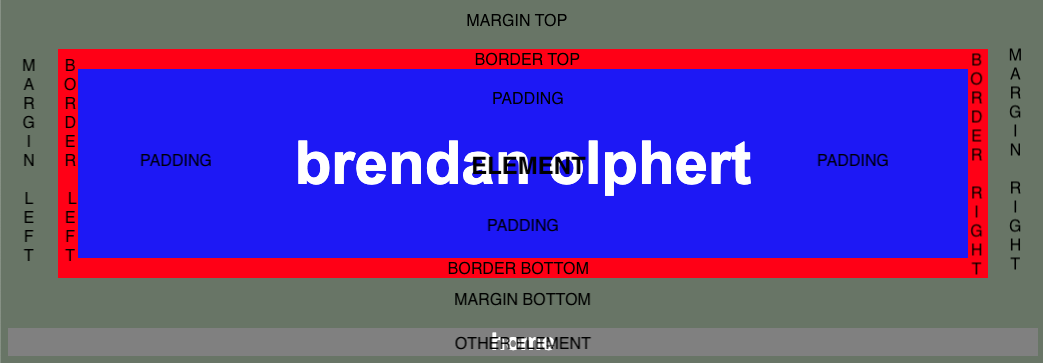 MARGIN TOP
BORDER TOP
MARGIN LEFT
BORDER LEFT
PADDING
PADDING
brendan olphert
ELEMENT
PADDING
PADDING
BORDER RIGHT
MARGIN RIGHT
BORDER BOTTOM
MARGIN BOTTOM
home
OTHER ELEMENT